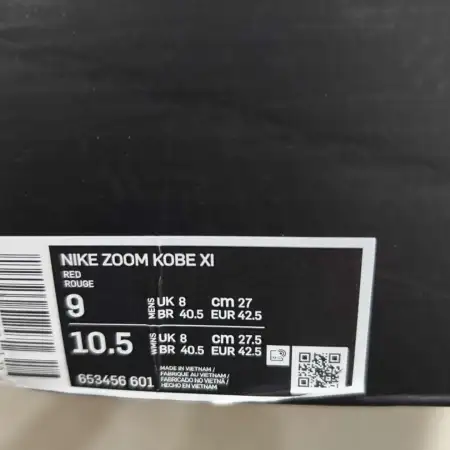 NIKE ZOOM KOBE XI
RED
ROUGE
9 MENS UK 8 cm 27
BR 40.5 EUR 42.5
10.5 WMNS UK 8 cm 27.5
BR 40.5 EUR 42.5
653456 601
MADE IN VIETNAM /
FABRIQUE AU VIETNAM /
FABRICADO NO VIETNÃ /
HECHO EN VIETNAM